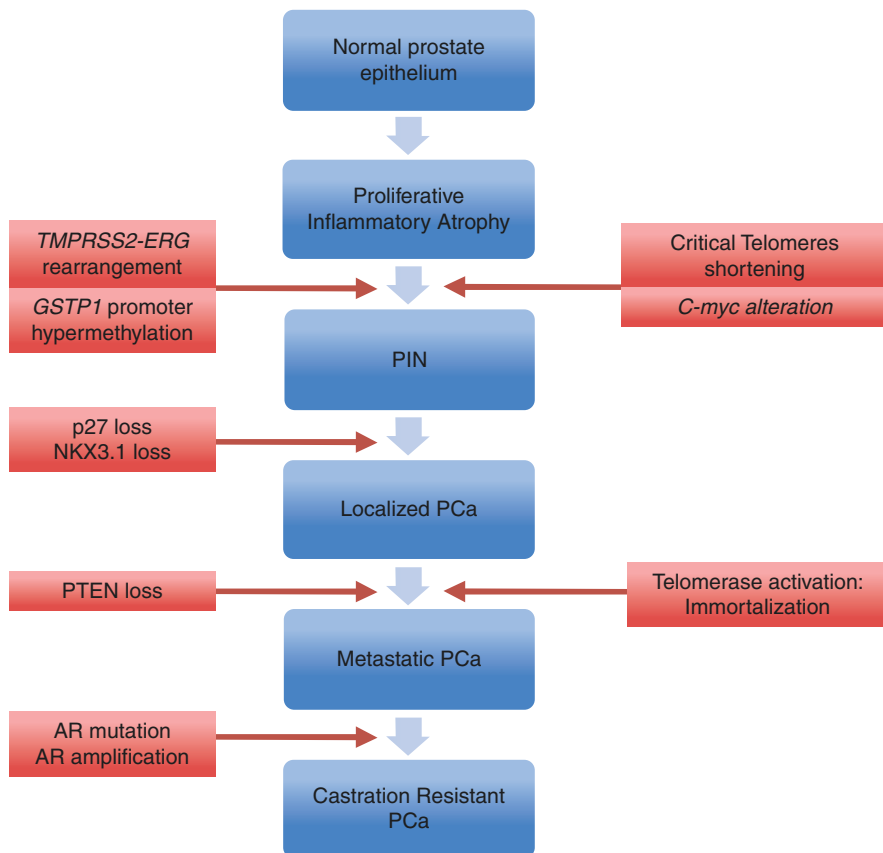 Normal prostate
epithelium
Proliferative
Inflammatory Atrophy
TMPRSS2-ERG
rearrangement
GSTP1 promoter
hypermethylation
Critical Telomeres
shortening
C-myc alteration
PIN
p27 loss
NKX3.1 loss
Localized PCa
PTEN loss
Telomerase activation:
Immortalization
Metastatic PCa
AR mutation
AR amplification
Castration Resistant
PCa